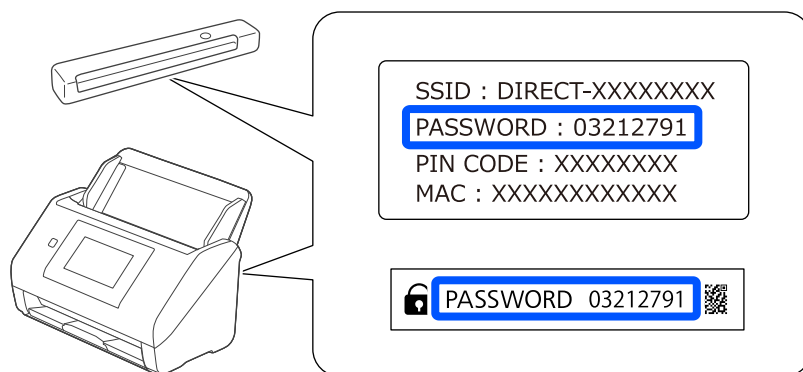 SSID : DIRECT-XXXXXXXX
PASSWORD : 03212791
PIN CODE : XXXXXXXX
MAC : XXXXXXXXXXXX
PASSWORD 03212791